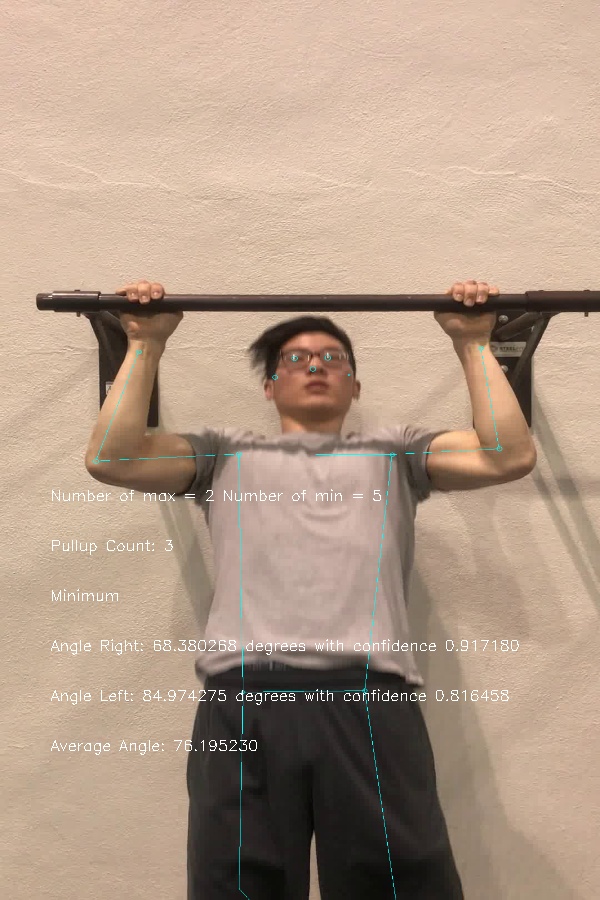 Number of max = 2 Number of min = 5
Pullup Count: 3
Minimum
Angle Right: 68.380268 degrees with confidence 0.917180
Angle Left: 84.974275 degrees with confidence 0.816458
Average Angle: 76.195230